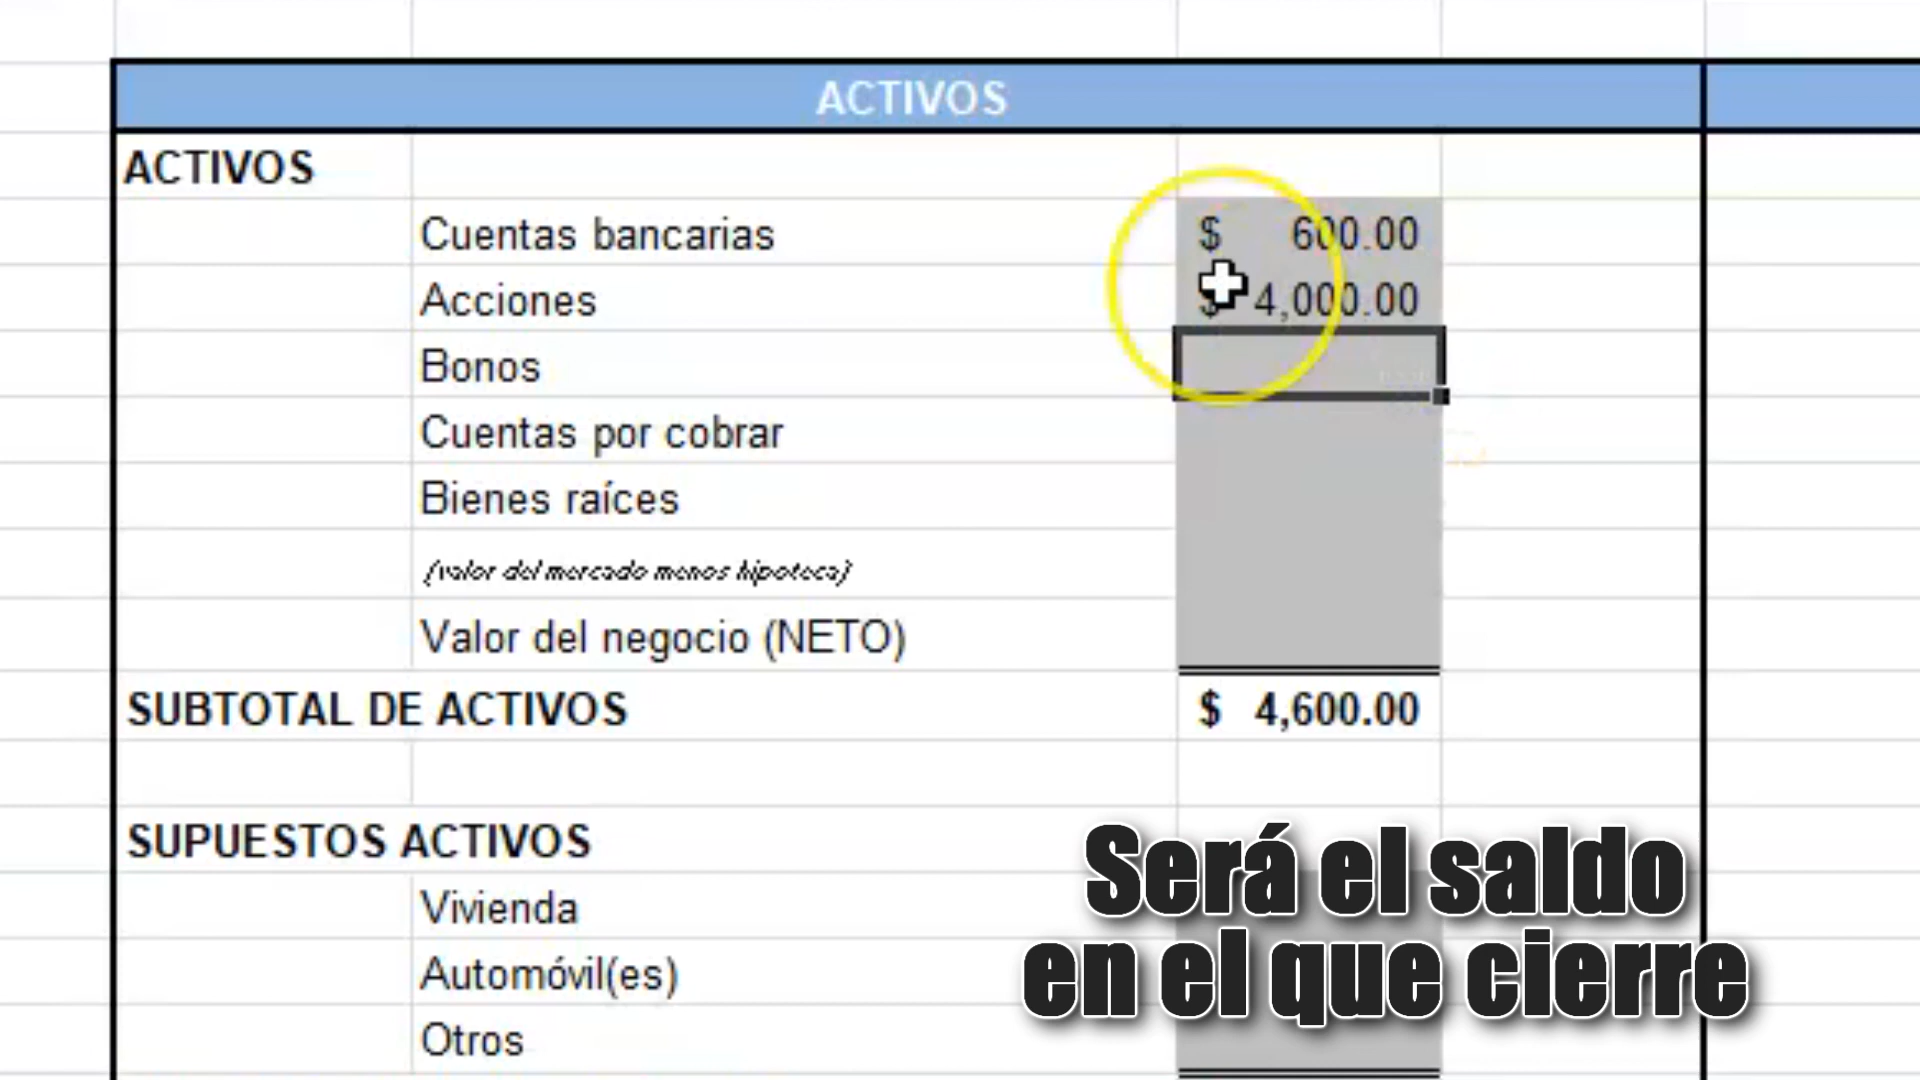 ACTIVOS
ACTIVOS
Cuentas bancarias $ 600.00
Acciones $ 4,000.00
Bonos
Cuentas por cobrar
Bienes raíces
(valor del mercado menos hipoteca)
Valor del negocio (NETO)
SUBTOTAL DE ACTIVOS $ 4,600.00
SUPUESTOS ACTIVOS
Vivienda
Automóvil(es)
Otros
Será el saldo
en el que cierre